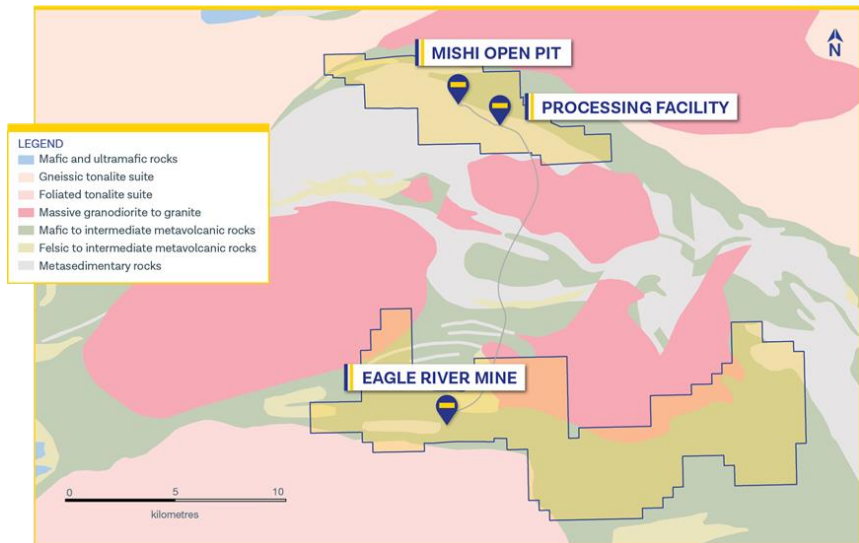 MISHI OPEN PIT
N
PROCESSING FACILITY
LEGEND
Mafic and ultramafic rocks
Gneissic tonalite suite
Foliated tonalite suite
Massive granodiorite to granite
Mafic to intermediate metavolcanic rocks
Felsic to intermediate metavolcanic rocks
Metasedimentary rocks
EAGLE RIVER MINE
0 5 10
kilometres